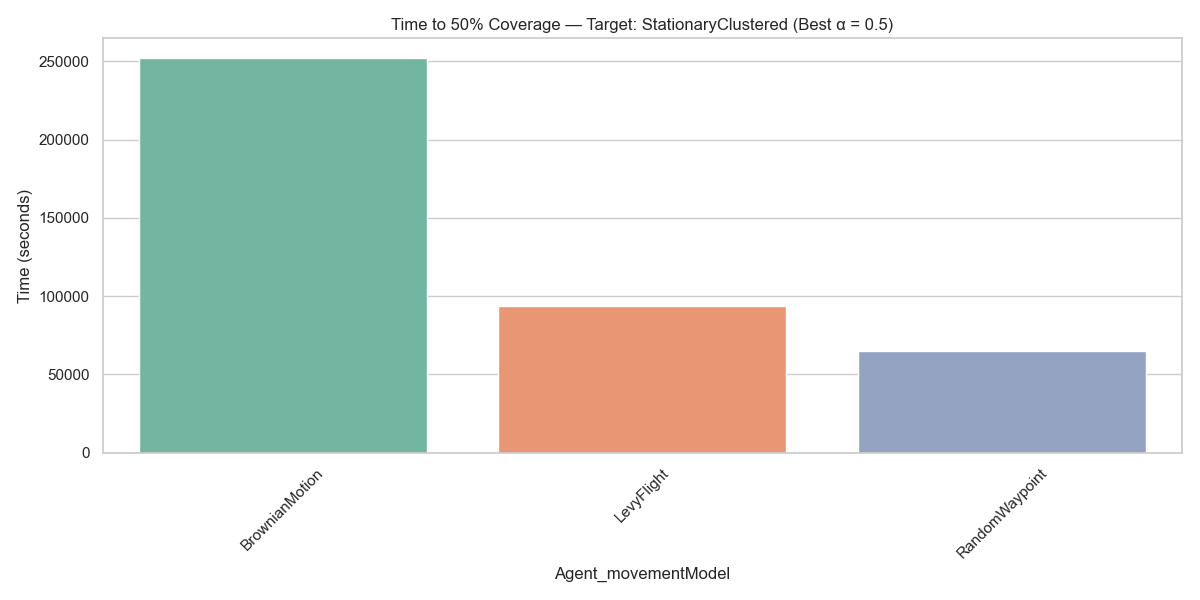 Time to 50% Coverage — Target: StationaryClustered (Best α = 0.5)
Time (seconds)
250000
200000
150000
100000
50000
0
BrownianMotion
LevyFlight
RandomWaypoint
Agent_movementModel